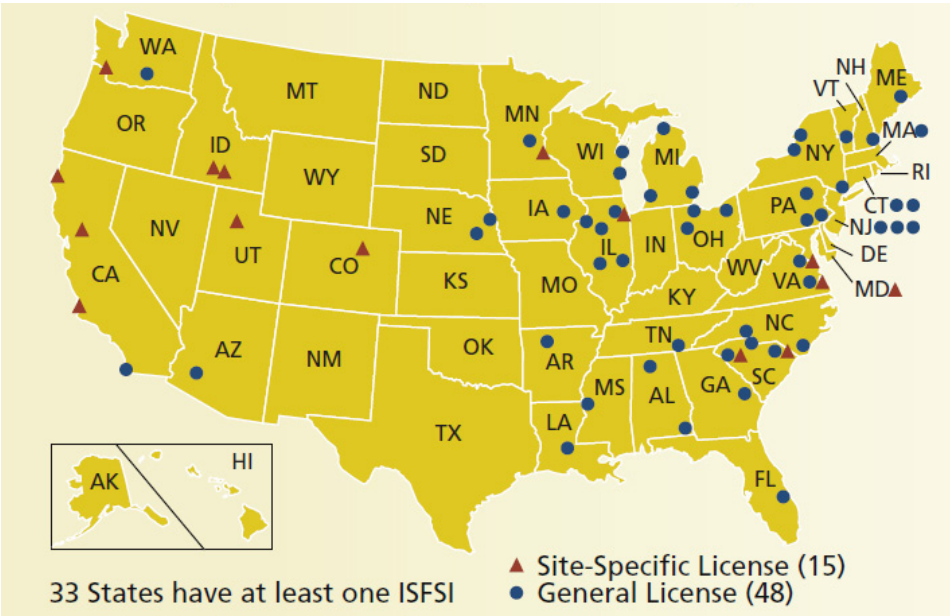 WA
MT
ND
MN
VT
NH
ME
OR
ID
SD
WI
MI
NY
MA
WY
RI
NE
IA
PA
CT
NV
UT
CO
IL
IN
OH
NJ
CA
KS
MO
WV
VA
DE
MD
KY
AZ
NM
OK
AR
TN
NC
SC
MS
AL
GA
TX
LA
FL
AK
HI
Site-Specific License (15)
33 States have at least one ISFSI
General License (48)